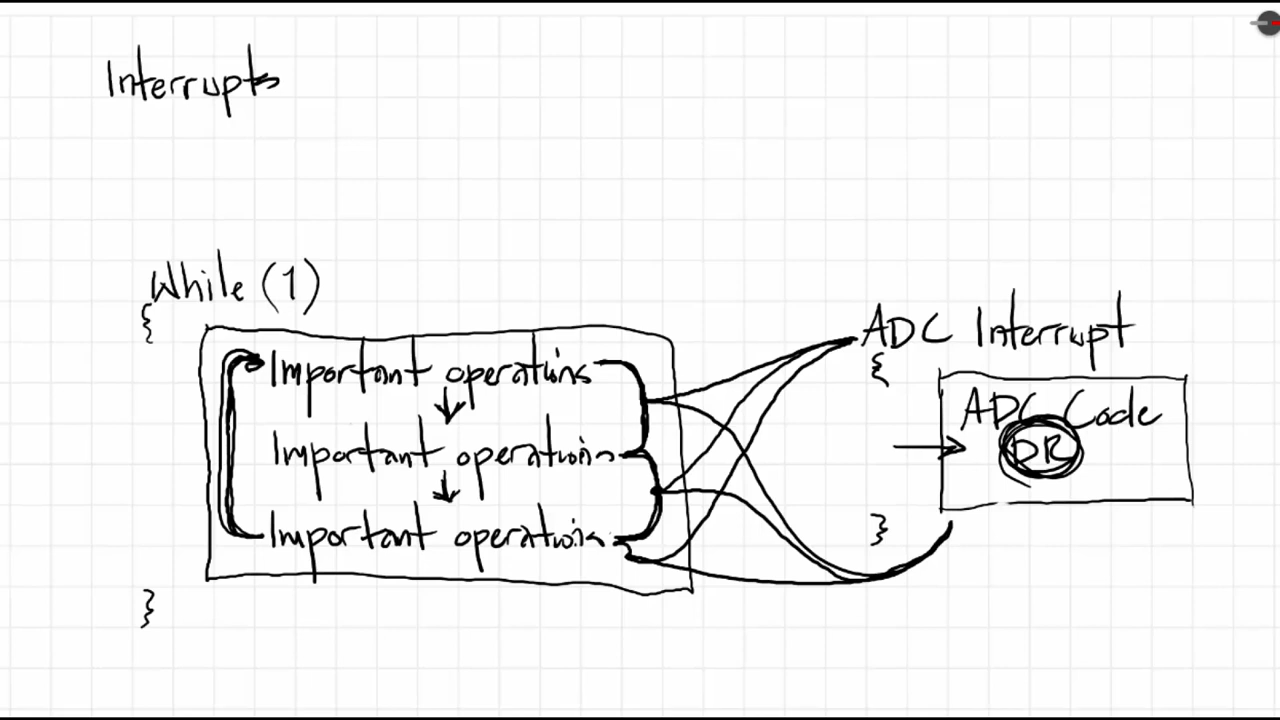 Interrupts
While (1)
{
Important operations
Important operations
Important operations
}
ADC Interrupt
{
ADC Code
DR
}